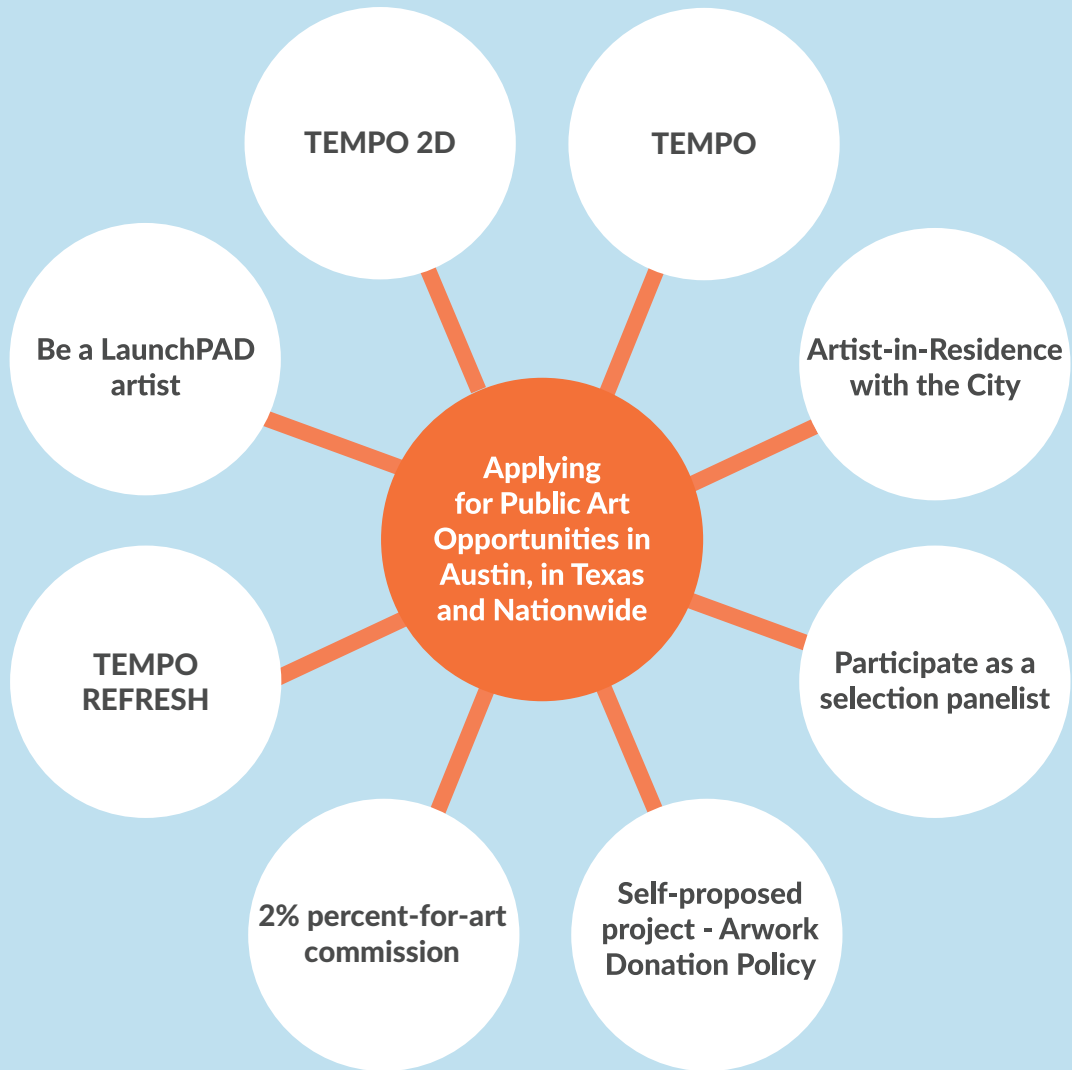 TEMPO 2D
TEMPO
Be a LaunchPAD
artist
Artist-in-Residence
with the City
Applying
for Public Art
Opportunities in
Austin, in Texas
and Nationwide
TEMPO
REFRESH
Participate as a
selection panelist
2% percent-for-art
commission
Self-proposed
project - Arwork
Donation Policy